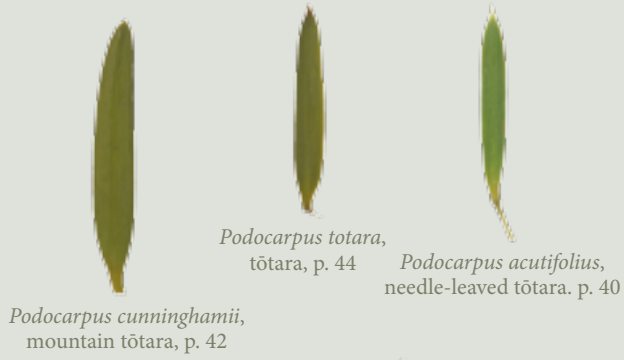 Podocarpus cunninghamii,
mountain tōtara, p. 42
Podocarpus totara,
tōtara, p. 44
Podocarpus acutifolius,
needle-leaved tōtara. p. 40